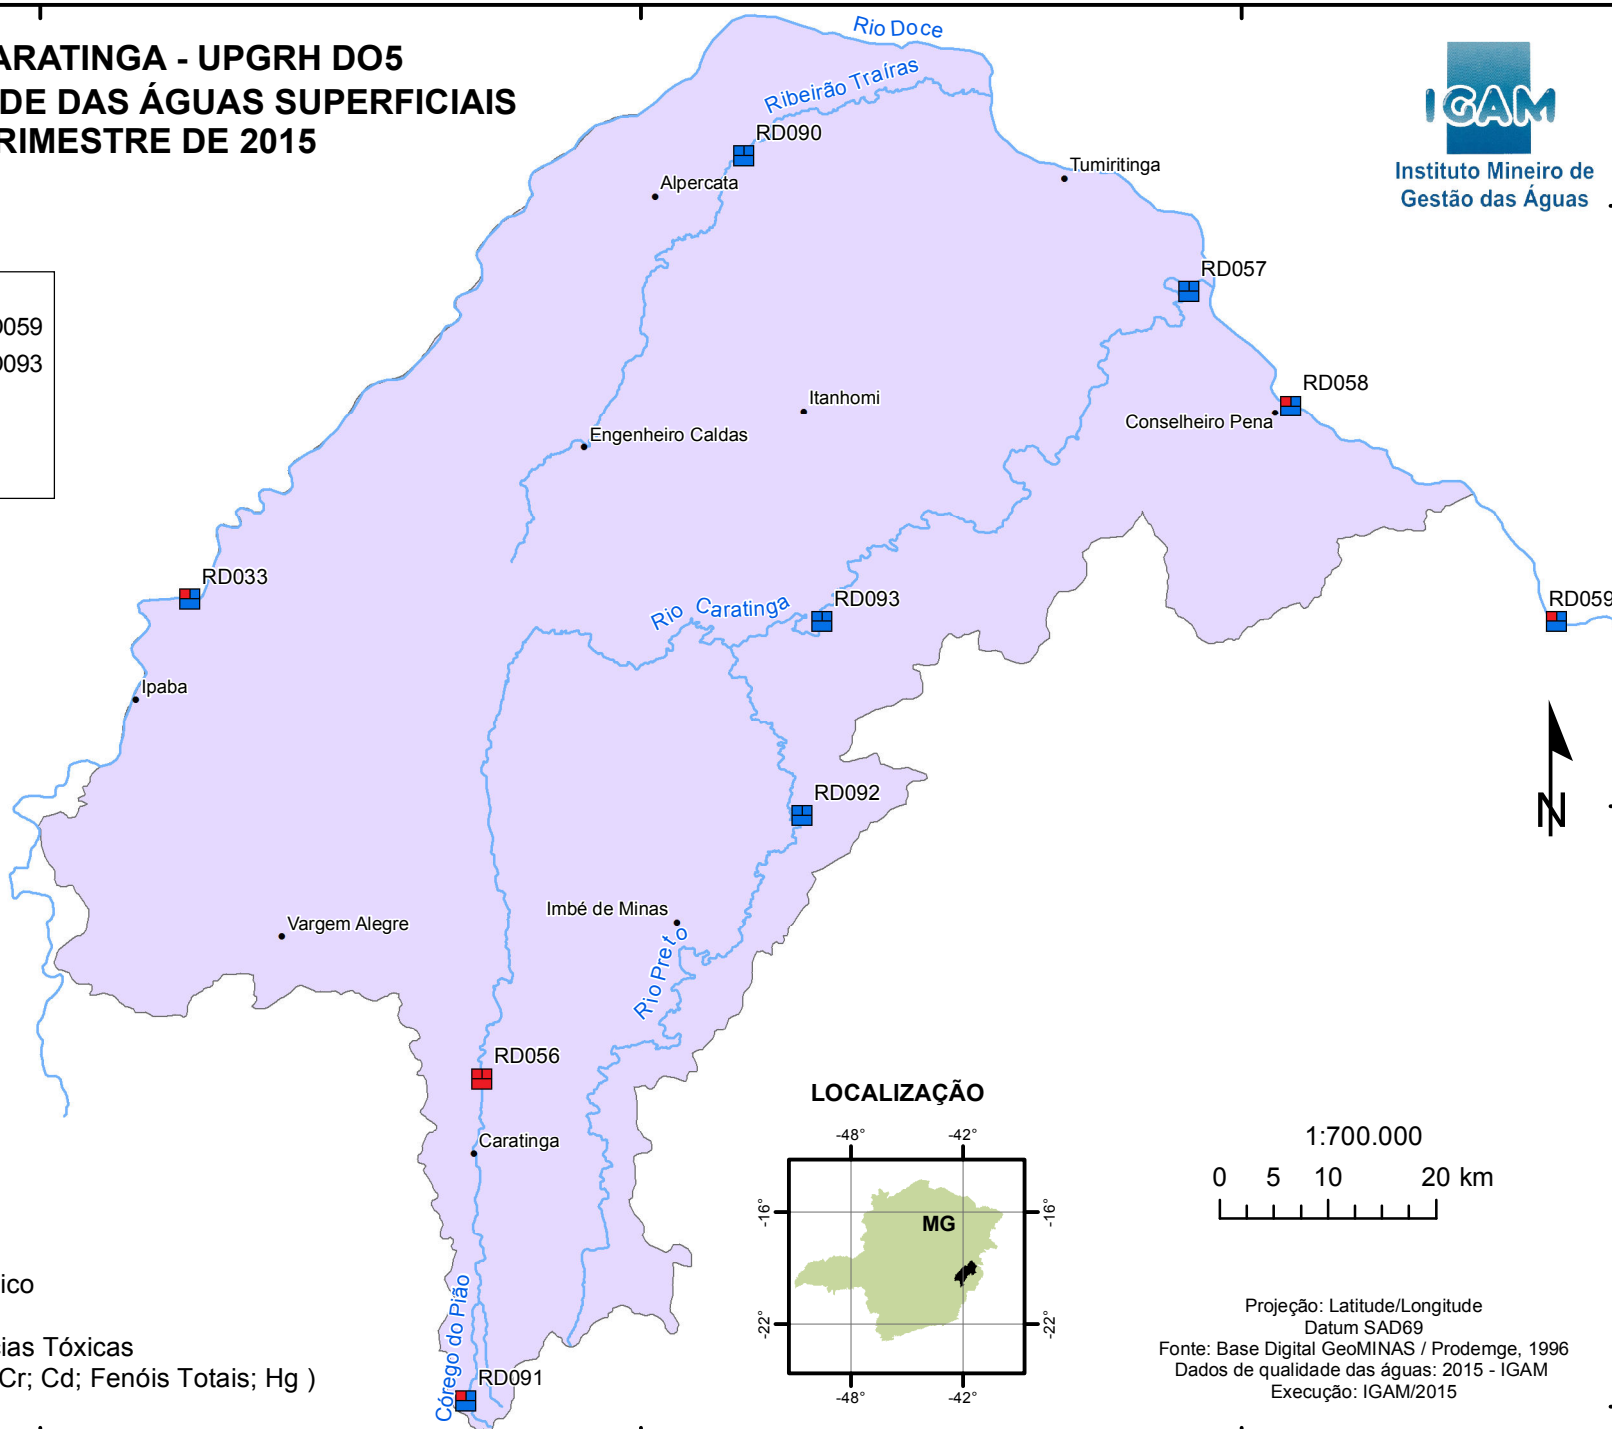 ARATINGA - UPGRH DO5
DE DAS ÁGUAS SUPERFICIAIS
RIMESTRE DE 2015
IGAM
Instituto Mineiro de
Gestão das Águas
Rio Doce
Ribeirão Traíras
RD090
Alpercata
Tumiritinga
RD057
059
093
RD058
Conselheiro Pena
Itanhomi
Engenheiro Caldas
RD033
Rio Caratinga
RD093
RD059
Ipaba
RD092
N
Imbé de Minas
Vargem Alegre
Rio Preto
RD056
Caratinga
LOCALIZAÇÃO
-48° -42°
-16° -16°
MG
-22° -22°
-48° -42°
1:700.000
0 5 10 20 km
Córrego do Pião
RD091
ico
ias Tóxicas
Cr; Cd; Fenóis Totais; Hg )
Projeção: Latitude/Longitude
Datum SAD69
Fonte: Base Digital GeoMINAS / Prodemge, 1996
Dados de qualidade das águas: 2015 - IGAM
Execução: IGAM/2015